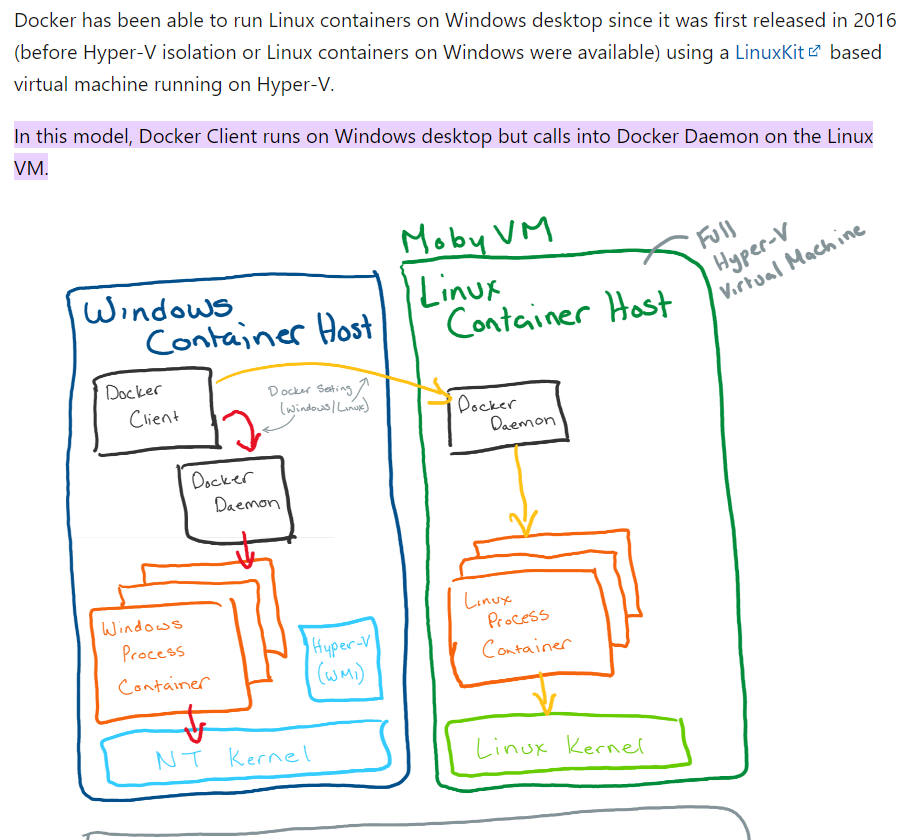 Docker has been able to run Linux containers on Windows desktop since it was first released in 2016
(before Hyper-V isolation or Linux containers on Windows were available) using a LinuxKit based
virtual machine running on Hyper-V.
In this model, Docker Client runs on Windows desktop but calls into Docker Daemon on the Linux
VM.
Moby VM
Full
Hyper-V
Virtual Machine
Windows
Container Host
Linux
Container Host
Docker
Client
Docker Setting
(Windows/Linux)
Docker
Daemon
Docker
Daemon
Windows
Process
Container
Hyper-V
(WMI)
Linux
Process
Container
NT Kernel
Linux Kernel